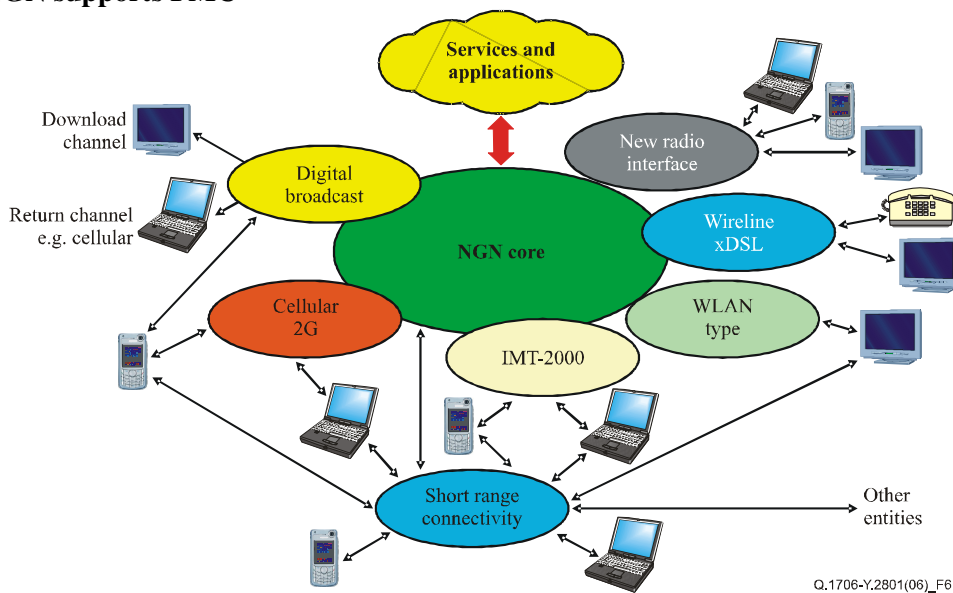 supports
Services and
applications
Download
channel
New radio
interface
Digital
broadcast
Return channel
e.g. cellular
Wireline
xDSL
NGN core
Cellular
2G
WLAN
type
IMT-2000
Short range
connectivity
Other
entities
Q.1706-Y.2801(06)_F6